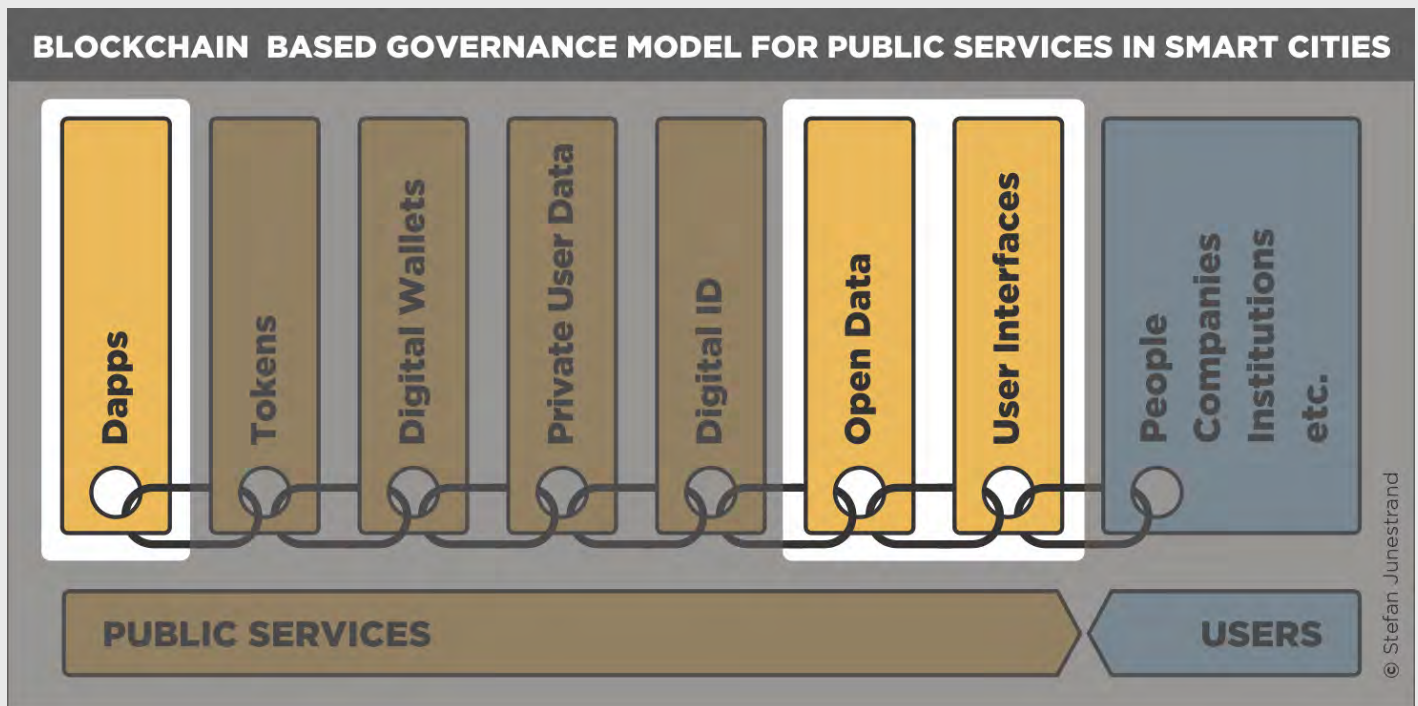 BLOCKCHAIN BASED GOVERNANCE MODEL FOR PUBLIC SERVICES IN SMART CITIES
Dapps
Tokens
Digital Wallets
Private User Data
Digital ID
Open Data
User Interfaces
People
Companies
Institutions
etc.
PUBLIC SERVICES
USERS
© Stefan Junestrand